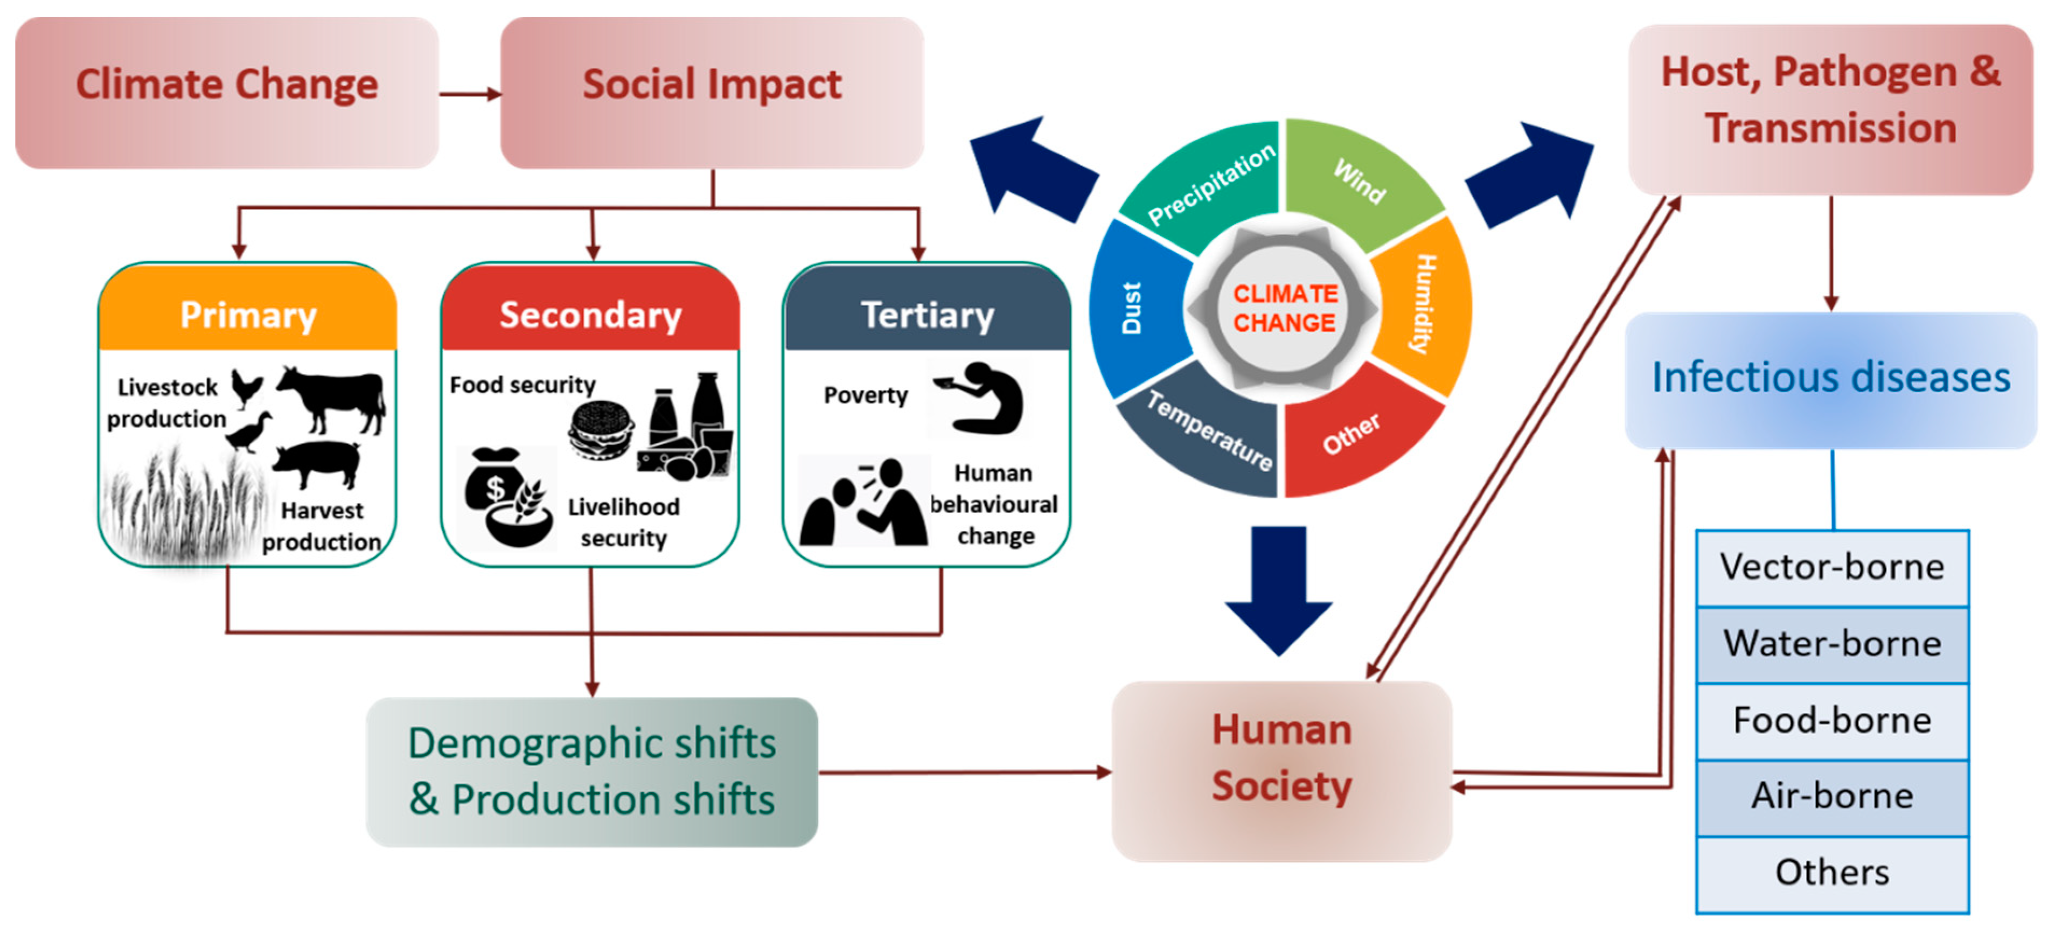 Climate Change
Social Impact
Host, Pathogen &
Transmission
Primary
Livestock
production
Harvest
production
Secondary
Food security
$
Livelihood
security
Tertiary
Poverty
Human
behavioural
change
Precipitation
Wind
Humidity
Other
Temperature
Dust
CLIMATE
CHANGE
Infectious diseases
Vector-borne
Water-borne
Food-borne
Air-borne
Others
Demographic shifts
& Production shifts
Human
Society